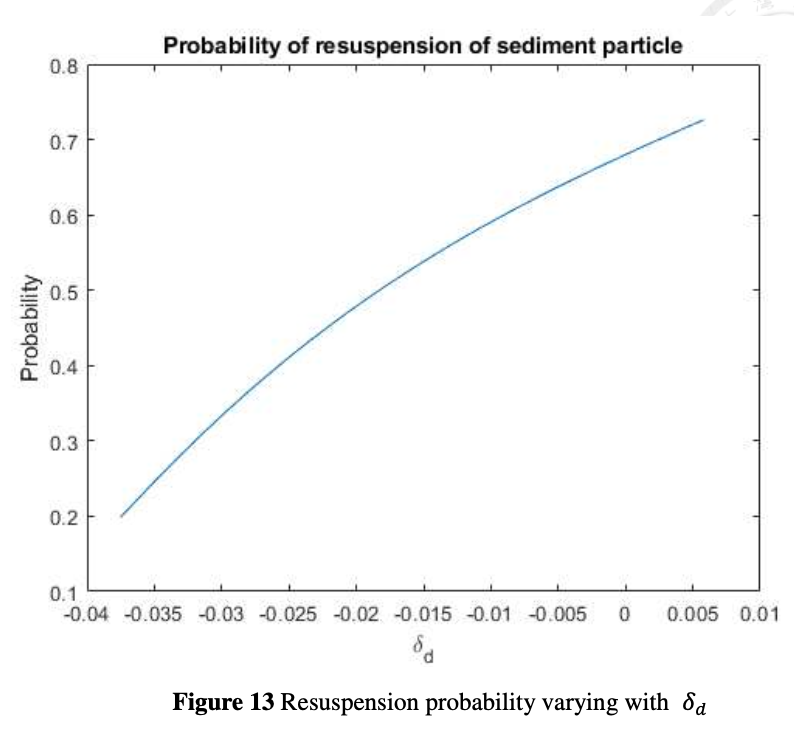 Probability of resuspension of sediment particle
0.8
0.7
0.6
0.5
0.4
0.3
0.2
0.1
Probability
-0.04 -0.035 -0.03 -0.025 -0.02 -0.015 -0.01 -0.005 0 0.005 0.01
δd
Figure 13 Resuspension probability varying with δd